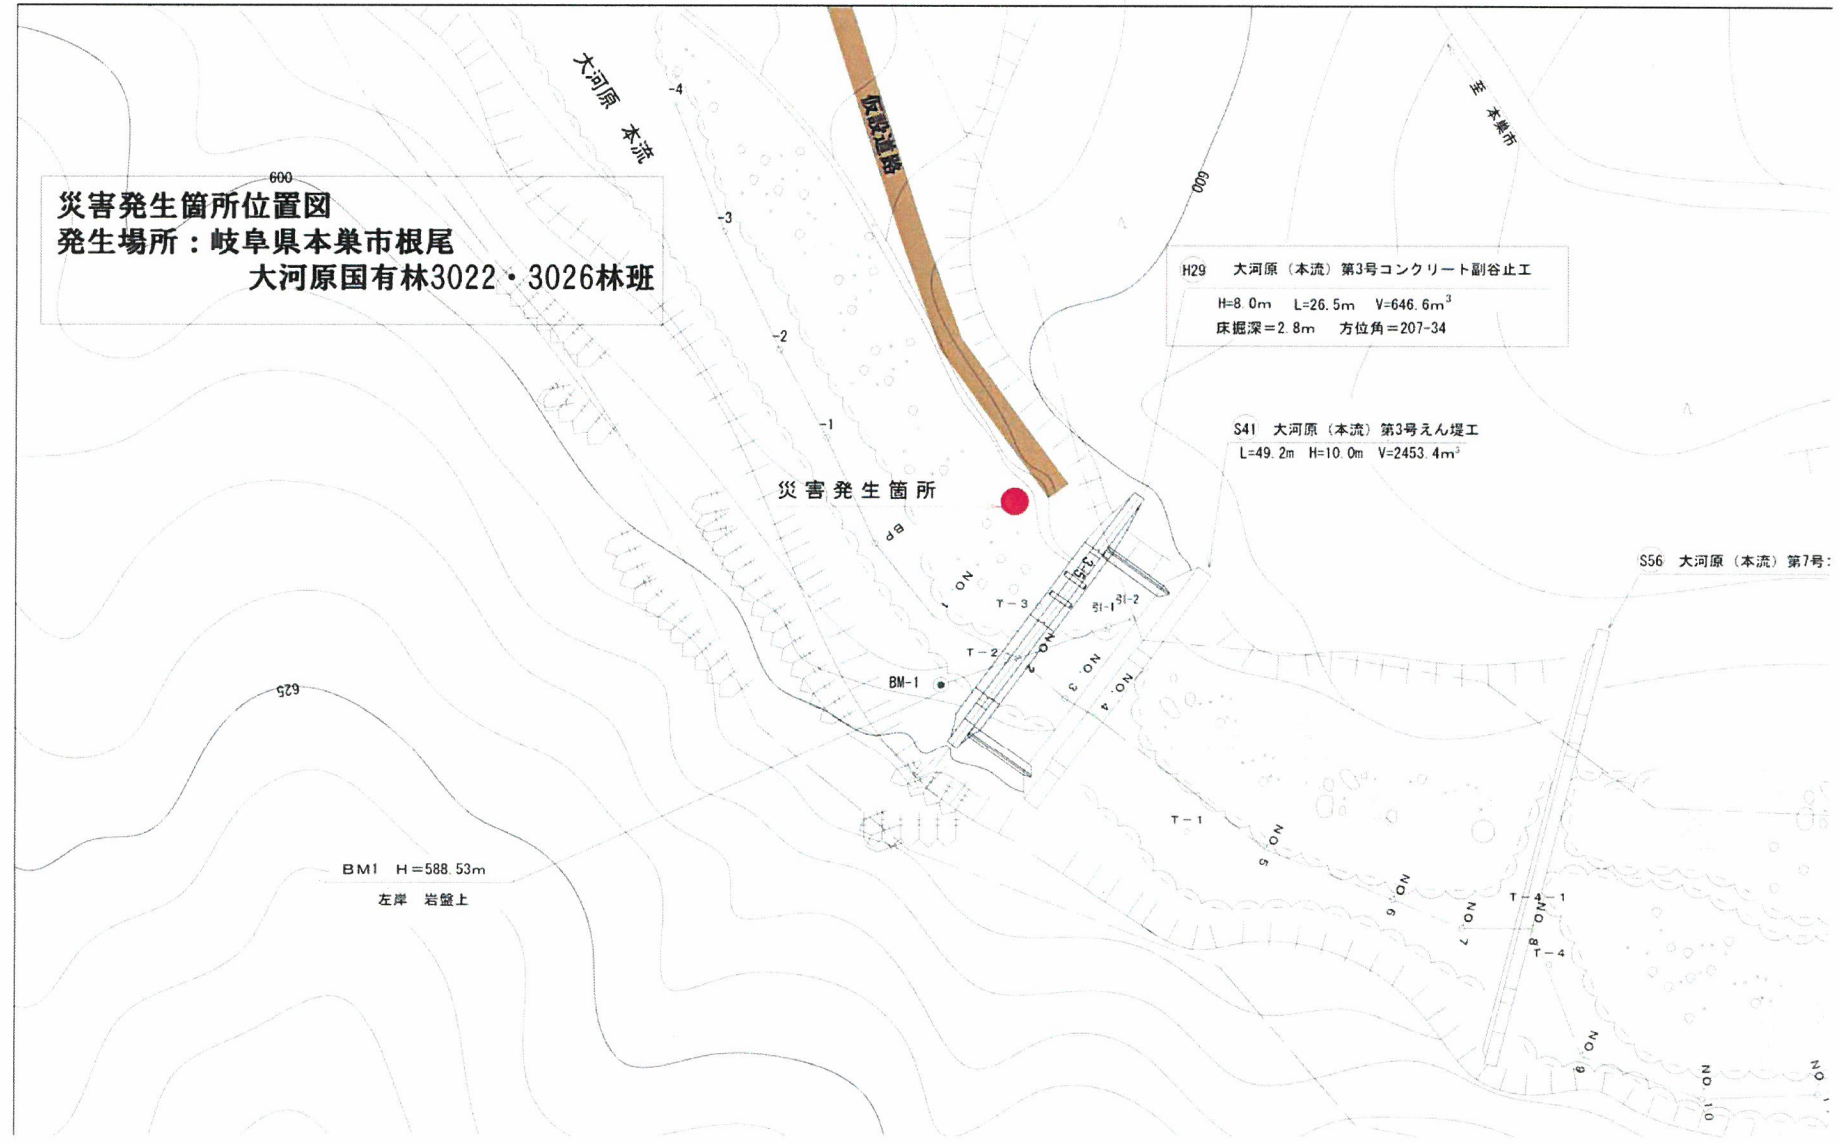 災害発生箇所位置図
発生場所：岐阜県本巣市根尾
大河原国有林3022・3026林班
600
大河原 本流
-4
-3
-2
-1
仮設道路
至 本巣市
600
H29 大河原（本流）第3号コンクリート副谷止工
H=8.0m L=26.5m V=646.6m³
床掘深=2.8m 方位角=207-34
S41 大河原（本流）第3号えん堤工
L=49.2m H=10.0m V=2453.4m³
災害発生箇所
BP
S56 大河原（本流）第7号
NO. 1
T-3
3-5
引-1
引-2
T-2
NO. 2
NO. 3
NO. 4
BM-1
625
T-1
NO. 5
BM1 H=588.53m
左岸 岩盤上
NO. 6
NO. 7
T-4-1
NO. 8
T-4
NO. 9
NO. 10
NO